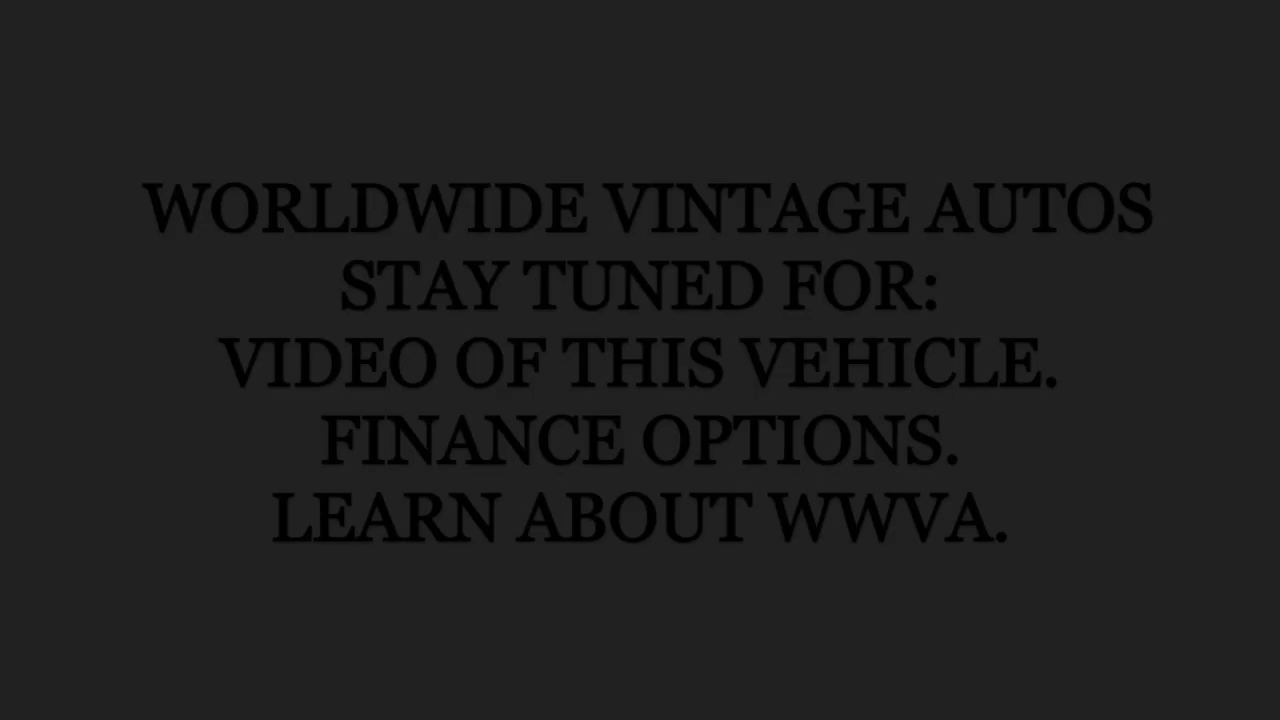 WORLDWIDE VINTAGE AUTOS
STAY TUNED FOR:
VIDEO OF THIS VEHICLE.
FINANCE OPTIONS.
LEARN ABOUT WWVA.